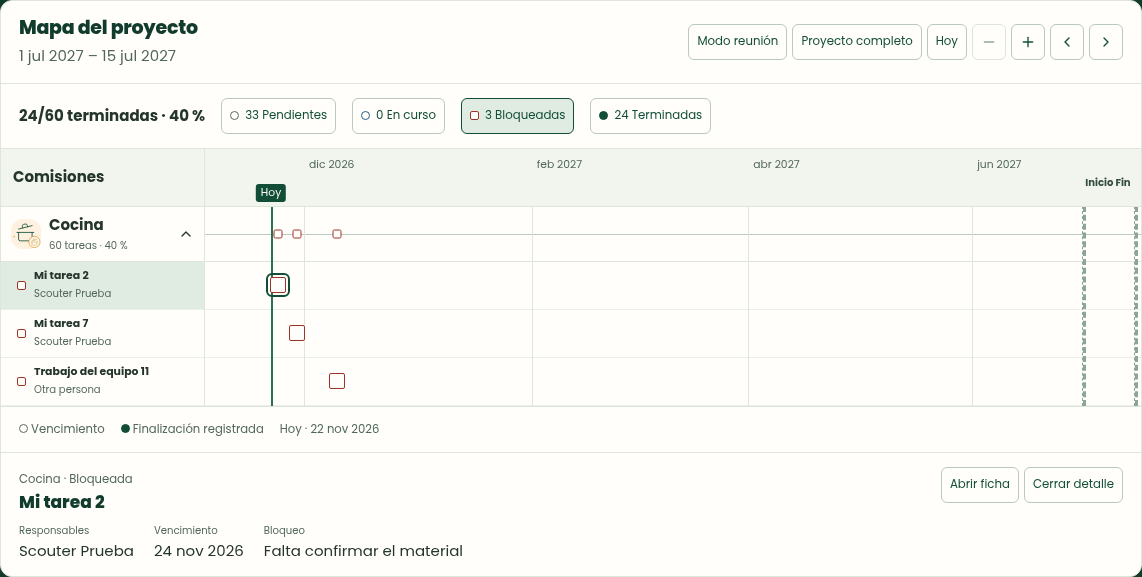 Mapa del proyecto
1 jul 2027 – 15 jul 2027
Modo reunión
Proyecto completo
Hoy
24/60 terminadas · 40 %
33 Pendientes
0 En curso
3 Bloqueadas
24 Terminadas
Comisiones
dic 2026
feb 2027
abr 2027
jun 2027
Hoy
Inicio Fin
Cocina
60 tareas · 40 %
Mi tarea 2
Scouter Prueba
Mi tarea 7
Scouter Prueba
Trabajo del equipo 11
Otra persona
Vencimiento
Finalización registrada
Hoy · 22 nov 2026
Cocina · Bloqueada
Mi tarea 2
Abrir ficha
Cerrar detalle
Responsables
Vencimiento
Bloqueo
Scouter Prueba
24 nov 2026
Falta confirmar el material